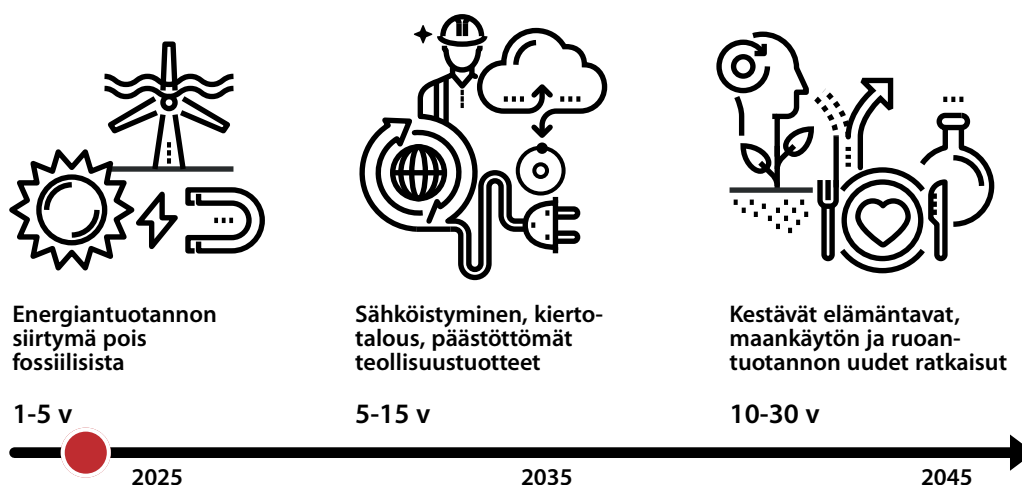 Energiantuotannon
siirtymä pois
fossiilisista
1-5 v
Sähköistyminen, kierto-
talous, päästöttömät
teollisuustuotteet
5-15 v
Kestävät elämäntavat,
maankäytön ja ruoan-
tuotannon uudet ratkaisut
10-30 v
2025
2035
2045